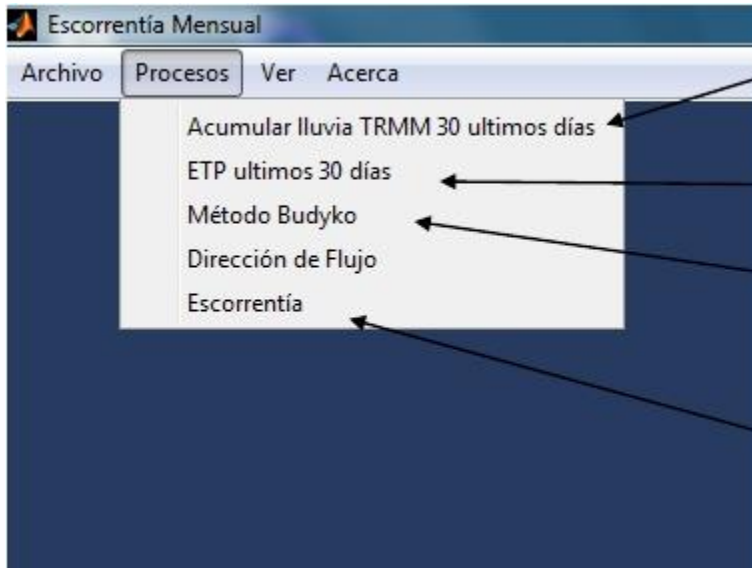 Escorrentía Mensual
Archivo Procesos Ver Acerca
Acumular lluvia TRMM 30 ultimos días
ETP ultimos 30 días
Método Budyko
Dirección de Flujo
Escorrentía